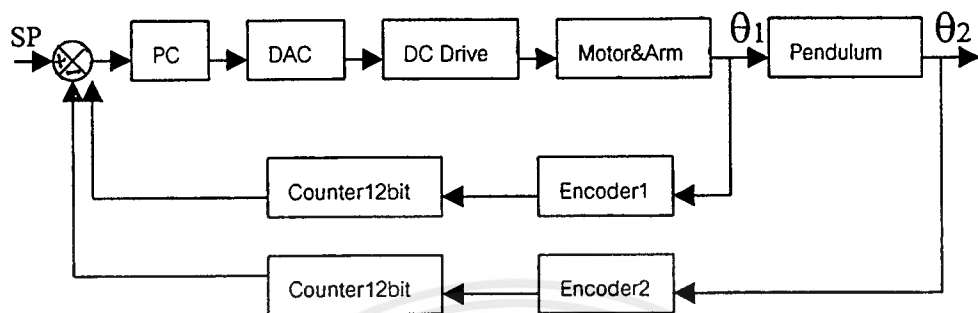 SP
+
−
PC
DAC
DC Drive
Motor&Arm
θ1
Pendulum
θ2
Counter12bit
Encoder1
Counter12bit
Encoder2